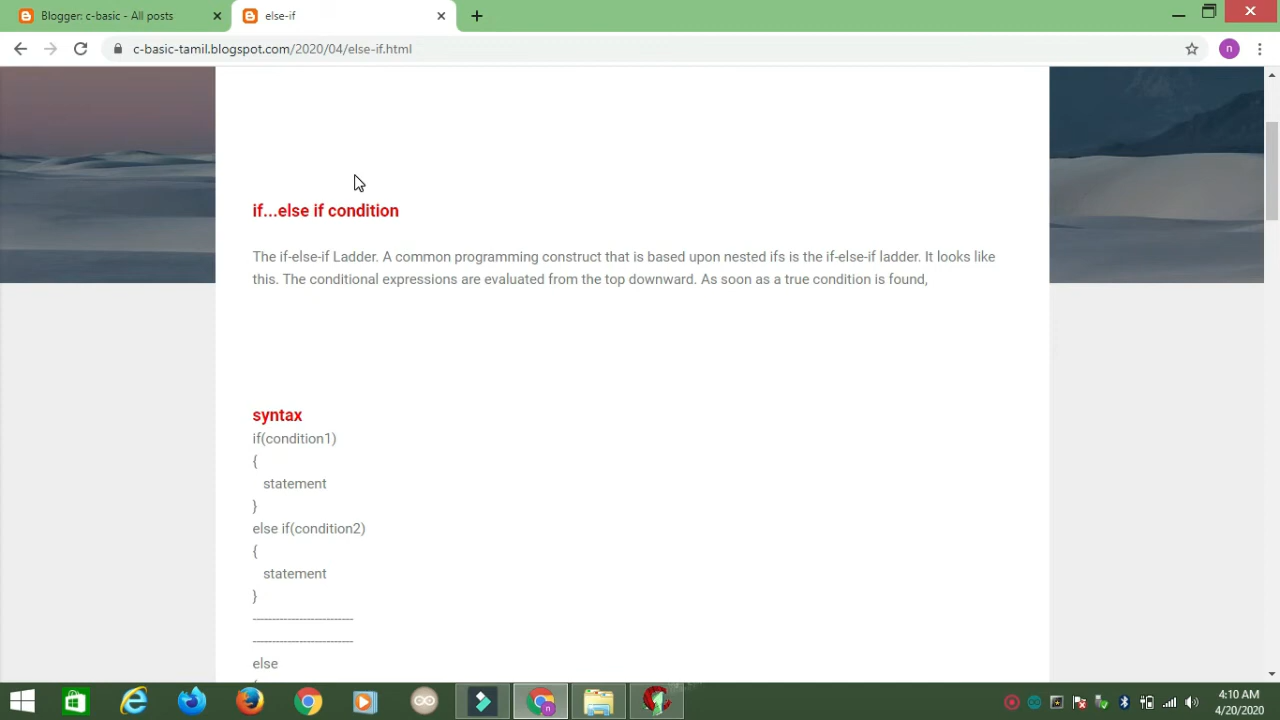 Blogger: c-basic - All posts
else-if
c-basic-tamil.blogspot.com/2020/04/else-if.html
n
if...else if condition
The if-else-if Ladder. A common programming construct that is based upon nested ifs is the if-else-if ladder. It looks like
this. The conditional expressions are evaluated from the top downward. As soon as a true condition is found,
syntax
if(condition1)
{
statement
}
else if(condition2)
{
statement
}
-------------------------
-------------------------
else
{
4:10 AM
4/20/2020